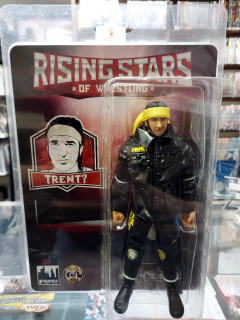 RISING STARS
OF WRESTLING
TRENT?